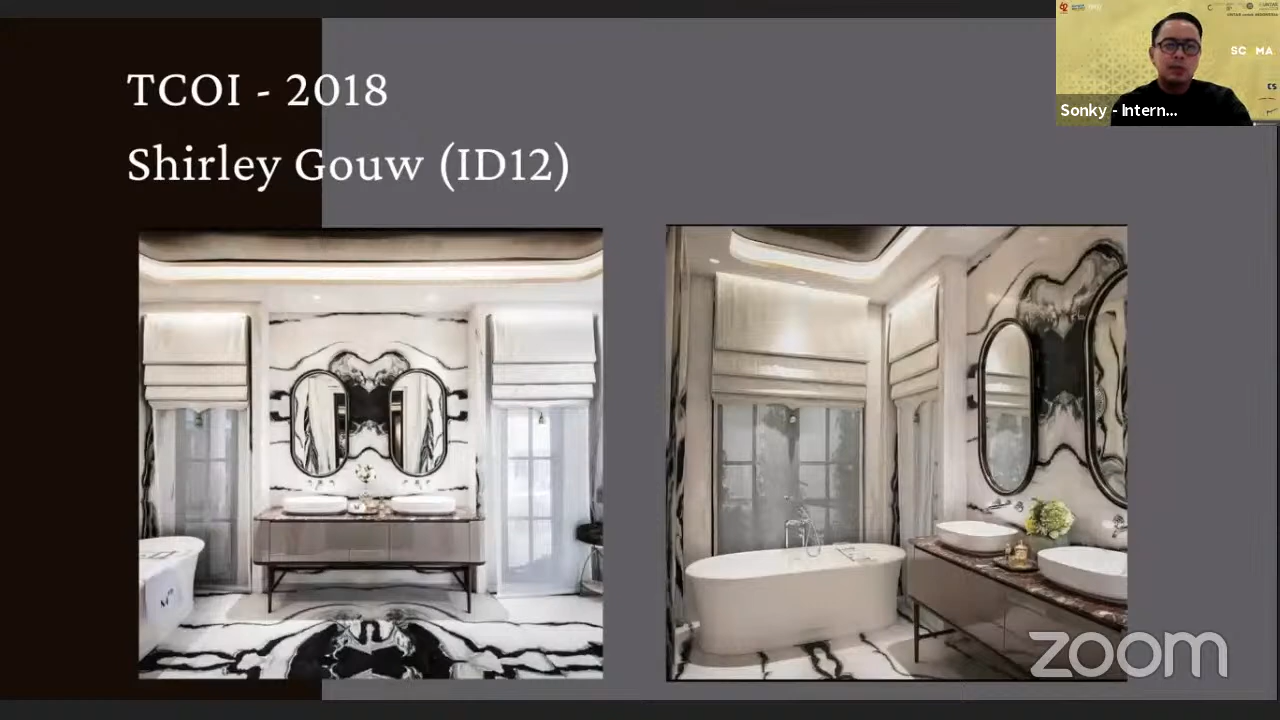 TCOI - 2018
Shirley Gouw (ID12)
SC MA
Sonky - Intern...
zoom